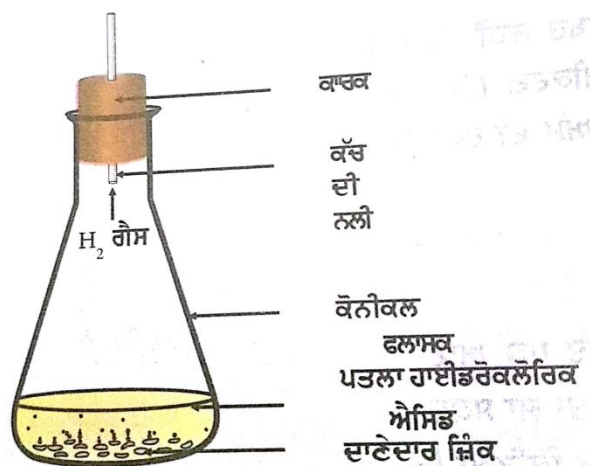 ਕਾਰਕ
ਕੱਚ
ਦੀ
ਨਲੀ
H₂ ਗੈਸ
ਕੋਨੀਕਲ
ਫਲਾਸਕ
ਪਤਲਾ ਹਾਈਡਰੋਕਲੋਰਿਕ
ਐਸਿਡ
ਦਾਣੇਦਾਰ ਜ਼ਿੰਕ